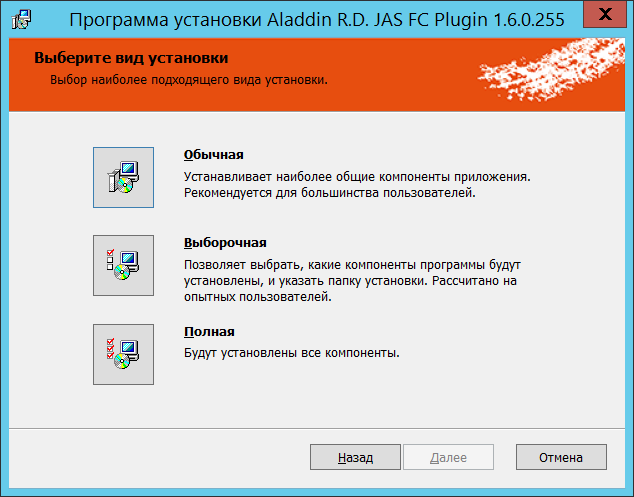 Программа установки Aladdin R.D. JAS FC Plugin 1.6.0.255
X
Выберите вид установки
Выбор наиболее подходящего вида установки.
Обычная
Устанавливает наиболее общие компоненты приложения.
Рекомендуется для большинства пользователей.
Выборочная
Позволяет выбрать, какие компоненты программы будут
установлены, и указать папку установки. Рассчитано на
опытных пользователей.
Полная
Будут установлены все компоненты.
Назад Далее Отмена